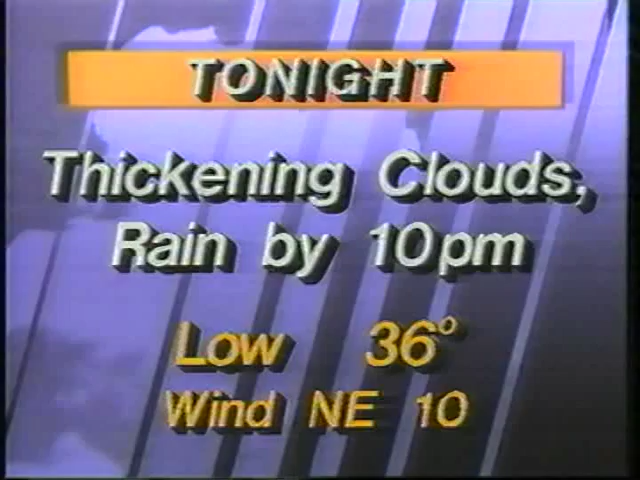 TONIGHT
Thickening Clouds,
Rain by 10pm
Low 36°
Wind NE 10